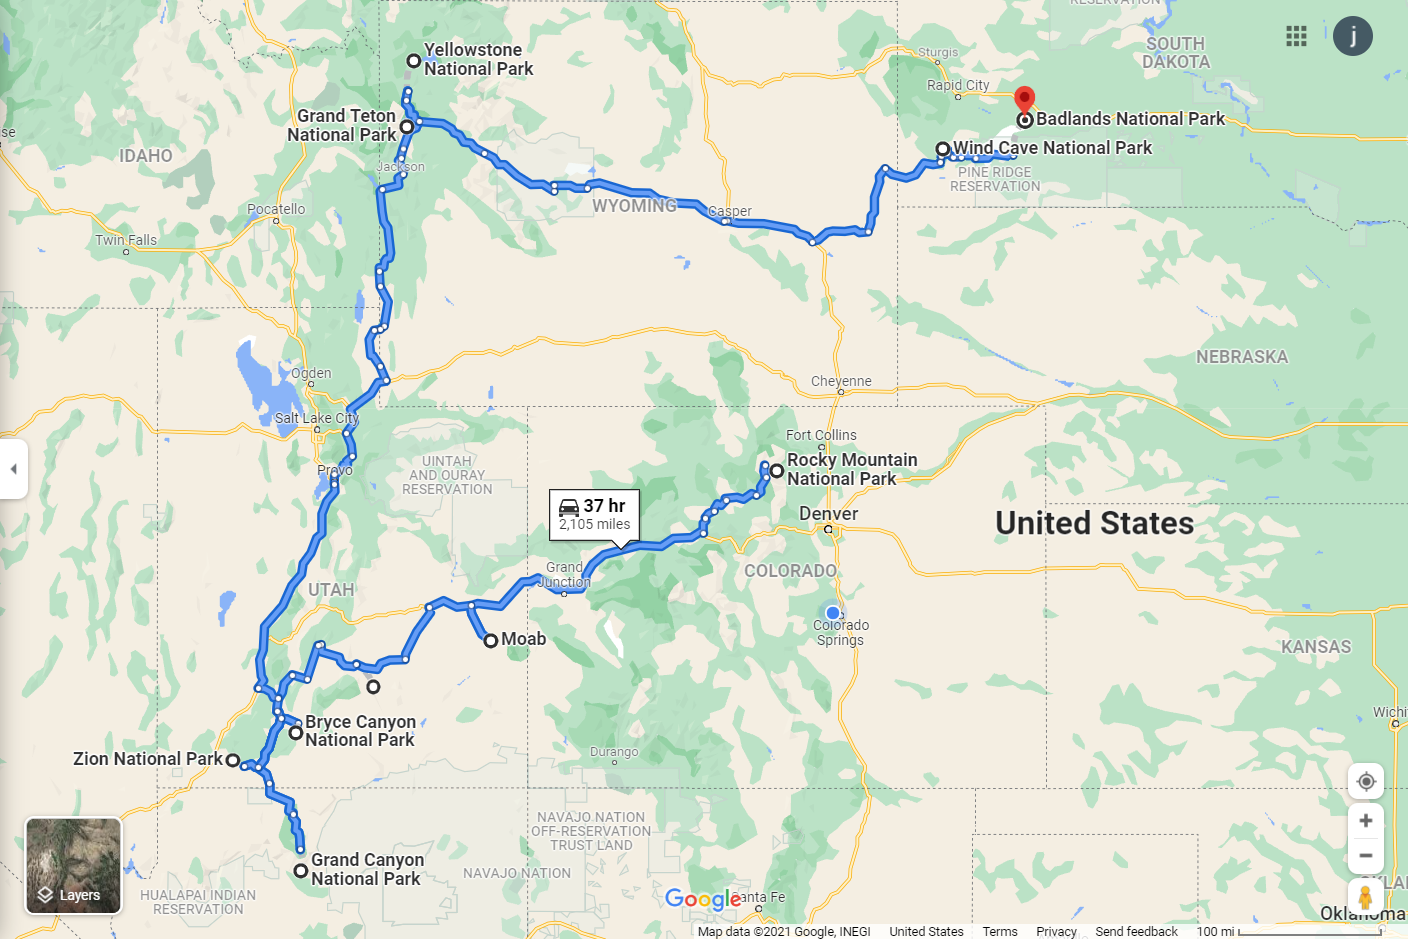 RESERVATION
Yellowstone
National Park
SOUTH
DAKOTA
j
Sturgis
Rapid City
Grand Teton
National Park
Badlands National Park
IDAHO
Jackson
Wind Cave National Park
PINE RIDGE
RESERVATION
Pocatello
WYOMING
Casper
Twin Falls
NEBRASKA
Ogden
Cheyenne
Salt Lake City
Fort Collins
Provo
UINTAH
AND OURAY
RESERVATION
Rocky Mountain
National Park
37 hr
2,105 miles
Denver
United States
Grand
Junction
COLORADO
UTAH
Colorado
Springs
Moab
KANSAS
Bryce Canyon
National Park
Wichi
Durango
Zion National Park
NAVAJO NATION
OFF-RESERVATION
TRUST LAND
Grand Canyon
National Park
NAVAJO NATION
HUALAPAI INDIAN
RESERVATION
Layers
Google
anta Fe
KLA
Oklahoma
Map data ©2021 Google, INEGI United States Terms Privacy Send feedback 100 mi